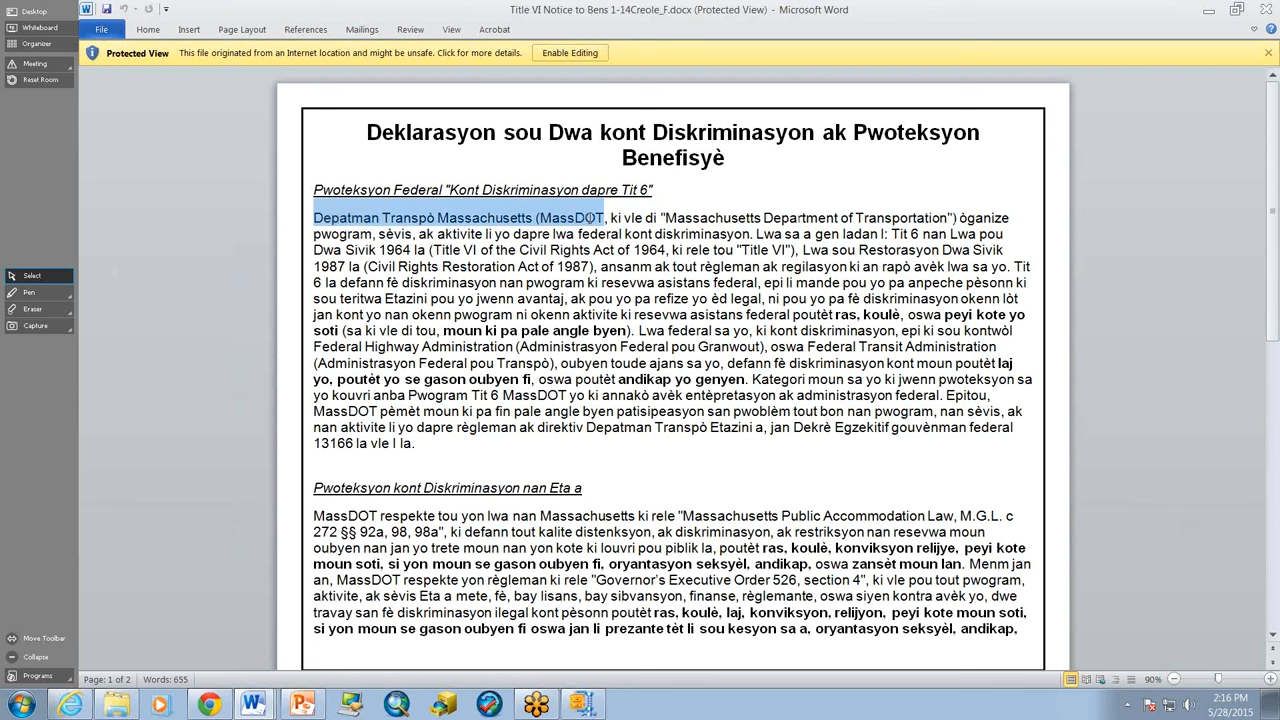 Desktop
Whiteboard
Organizer
Meeting
Reset Room
Select
Pen
Eraser
Capture
Move Toolbar
Collapse
Programs
Title VI Notice to Bens 1-14Creole_F.docx (Protected View) - Microsoft Word
File Home Insert Page Layout References Mailings Review View Acrobat
Protected View This file originated from an Internet location and might be unsafe. Click for more details. Enable Editing
Deklarasyon sou Dwa kont Diskriminasyon ak Pwoteksyon
Benefisyè
Pwoteksyon Federal "Kont Diskriminasyon dapre Tit 6"
Depatman Transpò Massachusetts (MassDOT, ki vle di "Massachusetts Department of Transportation") òganize
pwogram, sèvis, ak aktivite li yo dapre lwa federal kont diskriminasyon. Lwa sa a gen ladan l: Tit 6 nan Lwa pou
Dwa Sivik 1964 la (Title VI of the Civil Rights Act of 1964, ki rele tou "Title VI"), Lwa sou Restorasyon Dwa Sivik
1987 la (Civil Rights Restoration Act of 1987), ansanm ak tout règleman ak regilasyon ki an rapò avèk lwa sa yo. Tit
6 la defann fè diskriminasyon nan pwogram ki resevwa asistans federal, epi li mande pou yo pa anpeche pèsonn ki
sou teritwa Etazini pou yo jwenn avantaj, ak pou yo pa refize yo èd legal, ni pou yo pa fè diskriminasyon okenn lòt
jan kont yo nan okenn pwogram ni okenn aktivite ki resevwa asistans federal poutèt ras, koulè, oswa peyi kote yo
soti (sa ki vle di tou, moun ki pa pale angle byen). Lwa federal sa yo, ki kont diskriminasyon, epi ki sou kontwòl
Federal Highway Administration (Administrasyon Federal pou Granwout), oswa Federal Transit Administration
(Administrasyon Federal pou Transpò), oubyen toude ajans sa yo, defann fè diskriminasyon kont moun poutèt laj
yo, poutèt yo se gason oubyen fi, oswa poutèt andikap yo genyen. Kategori moun sa yo ki jwenn pwoteksyon sa
yo kouvri anba Pwogram Tit 6 MassDOT yo ki annakò avèk entèpretasyon ak administrasyon federal. Epitou,
MassDOT pèmèt moun ki pa fin pale angle byen patisipeasyon san pwoblèm tout bon nan pwogram, nan sèvis, ak
nan aktivite li yo dapre règleman ak direktiv Depatman Transpò Etazini a, jan Dekrè Egzekitif gouvènman federal
13166 la vle l la.
Pwoteksyon kont Diskriminasyon nan Eta a
MassDOT respekte tou yon lwa nan Massachusetts ki rele "Massachusetts Public Accommodation Law, M.G.L. c
272 §§ 92a, 98, 98a", ki defann tout kalite distenksyon, ak diskriminasyon, ak restriksyon nan resevwa moun
oubyen nan jan yo trete moun nan yon kote ki louvri pou piblik la, poutèt ras, koulè, konviksyon relijye, peyi kote
moun soti, si yon moun se gason oubyen fi, oryantasyon seksyèl, andikap, oswa zansèt moun lan. Menm jan
an, MassDOT respekte yon règleman ki rele "Governor's Executive Order 526, section 4", ki vle pou tout pwogram,
aktivite, ak sèvis Eta a mete, fè, bay lisans, bay sibvansyon, finanse, règlemante, oswa siyen kontra avèk yo, dwe
travay san fè diskriminasyon ilegal kont pèsonn poutèt ras, koulè, laj, konviksyon, relijyon, peyi kote moun soti,
si yon moun se gason oubyen fi oswa jan li prezante tèt li sou kesyon sa a, oryantasyon seksyèl, andikap,
Page: 1 of 2 Words: 655 90%
2:16 PM
5/28/2015